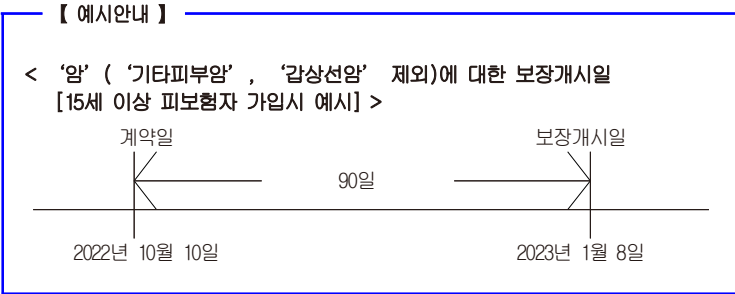 【 예시안내 】
< ‘암’( ‘기타피부암’, ‘갑상선암’ 제외)에 대한 보장개시일
[15세 이상 피보험자 가입시 예시] >
계약일 보장개시일
90일
2022년 10월 10일 2023년 1월 8일